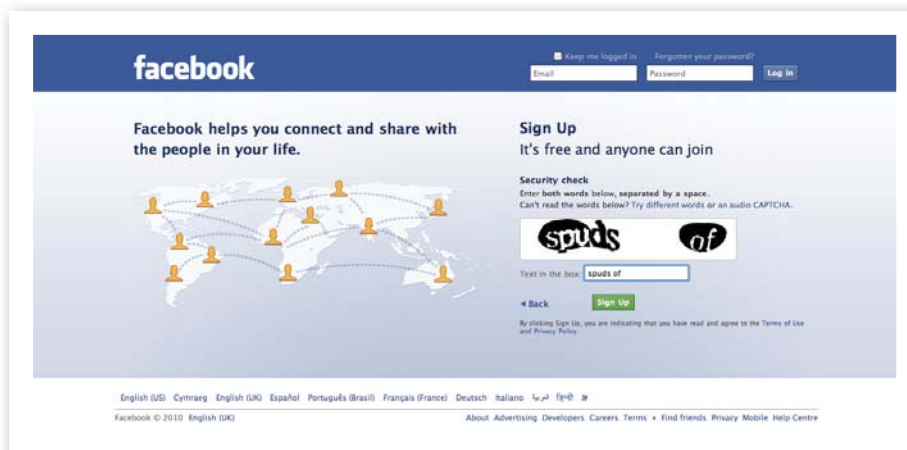 facebook
Keep me logged in Forgotten your password?
Email Password Log in
Facebook helps you connect and share with
the people in your life.
Sign Up
It's free and anyone can join
Security check
Enter both words below, separated by a space.
Can't read the words below? Try different words or an audio CAPTCHA.
spuds of
Text in the box: spuds of
◄ Back Sign Up
By clicking Sign Up, you are indicating that you have read and agree to the Terms of Use
and Privacy Policy.
English (US) Cymraeg English (UK) Español Português (Brasil) Français (France) Deutsch Italiano العربية हिन्दी »
Facebook © 2010 English (UK) About Advertising Developers Careers Terms • Find friends Privacy Mobile Help Centre